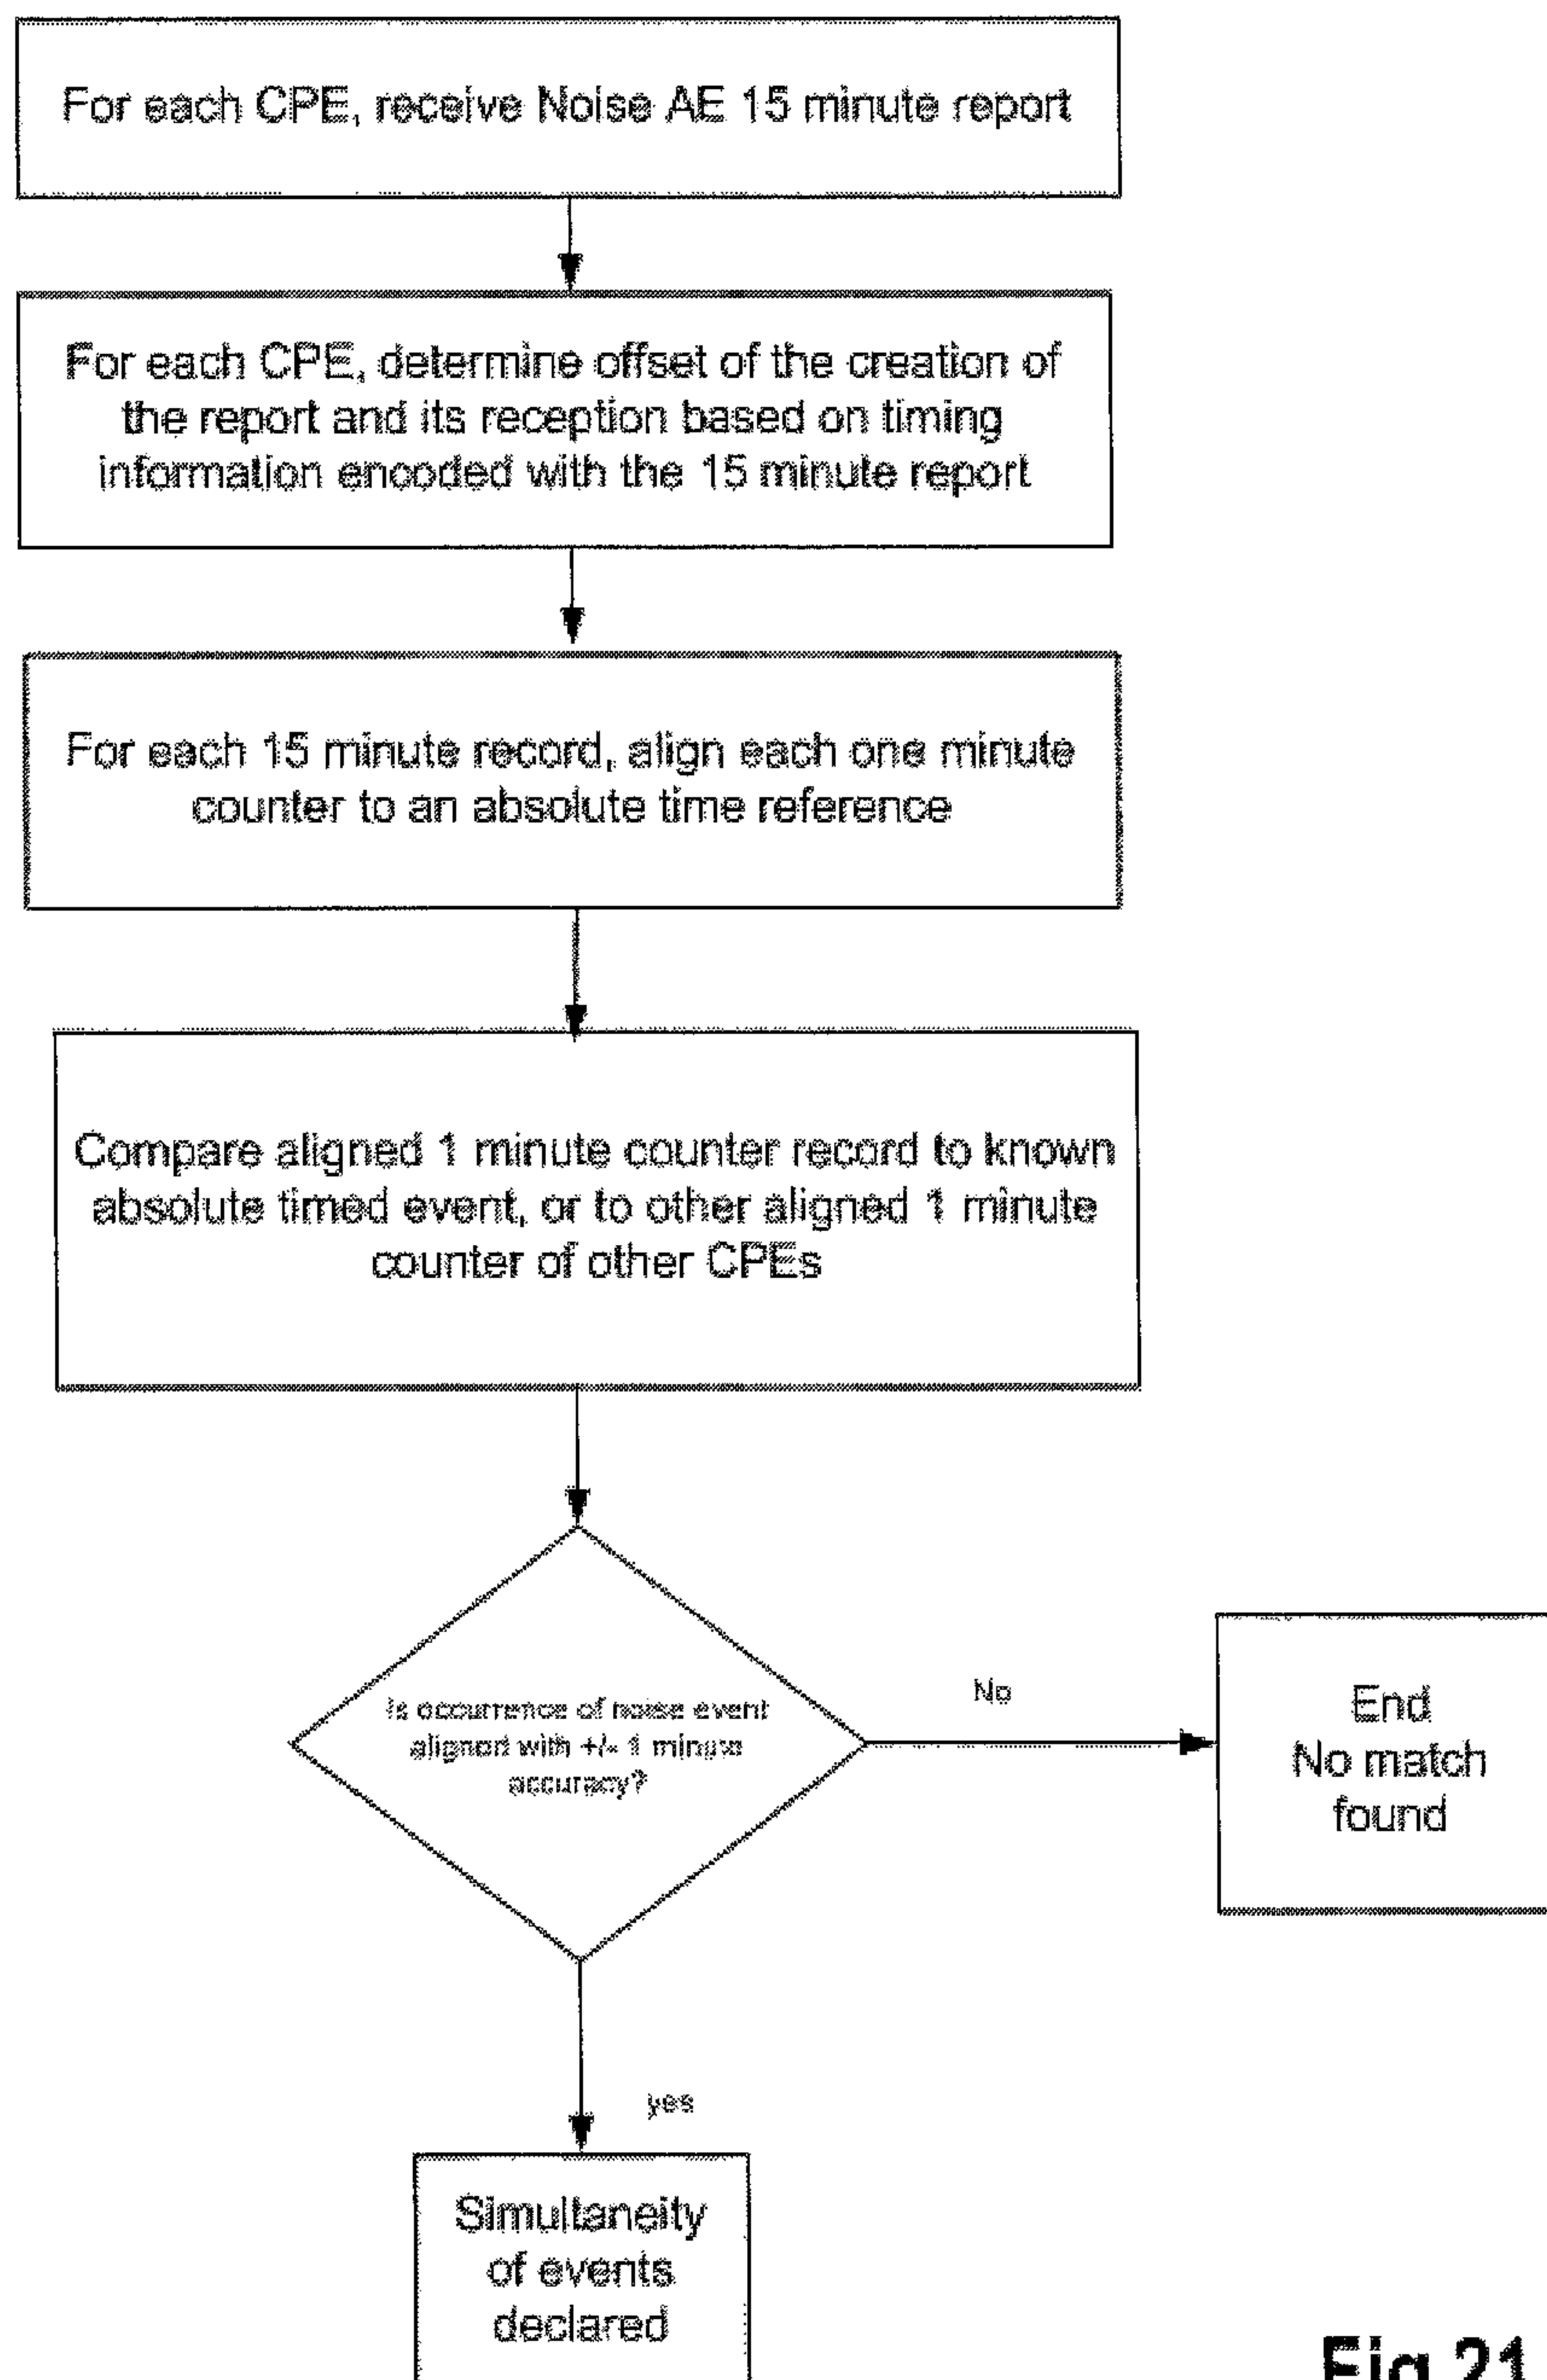 For each CPE, receive Noise AE 15 minute report
For each CPE, determine offset of the creation of
the report and its reception based on timing
information encoded with the 15 minute report
For each 15 minute record, align each one minute
counter to an absolute time reference
Compare aligned 1 minute counter record to known
absolute timed event, or to other aligned 1 minute
counter of other CPEs
Is occurrence of noise event
aligned with +/- 1 minute
accuracy?
No
End
No match
found
yes
Simultaneity
of events
declared
Fig 21